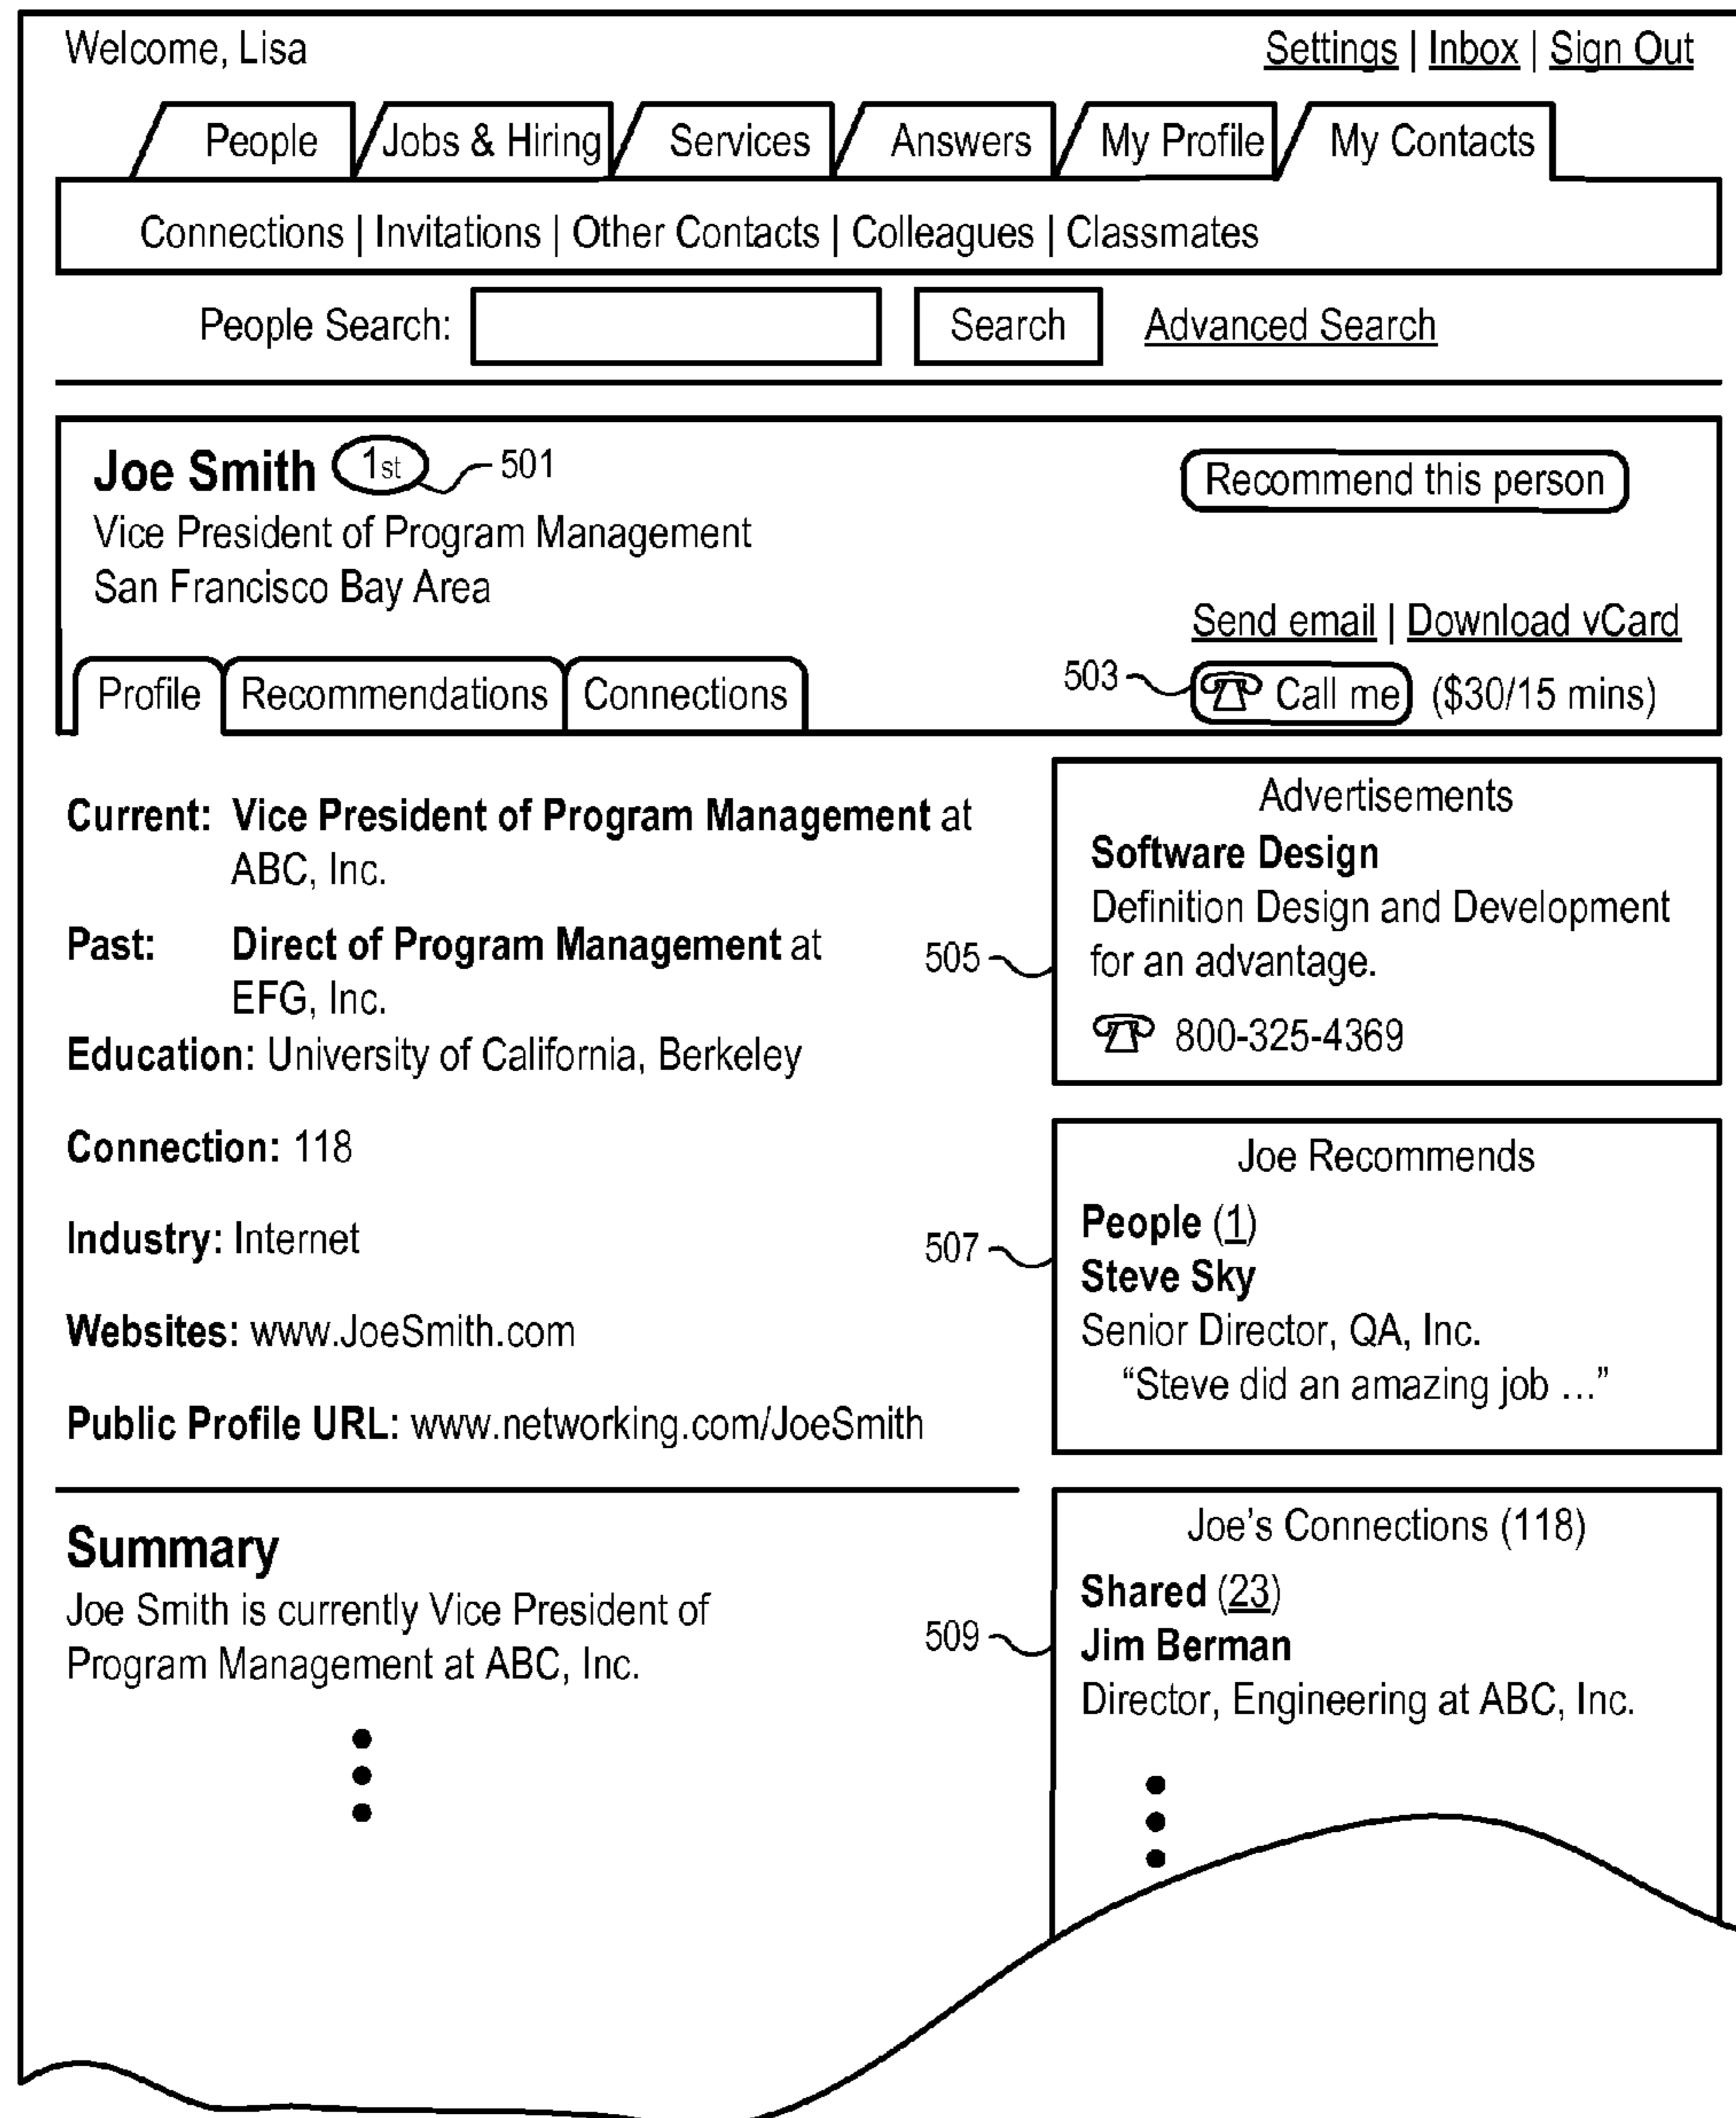 Welcome, Lisa
Settings | Inbox | Sign Out
People
Jobs & Hiring
Services
Answers
My Profile
My Contacts
Connections | Invitations | Other Contacts | Colleagues | Classmates
People Search:
Search
Advanced Search
Joe Smith 1st
501
Recommend this person
Vice President of Program Management
San Francisco Bay Area
Send email | Download vCard
Profile
Recommendations
Connections
503
Call me ($30/15 mins)
Current: Vice President of Program Management at
ABC, Inc.
Past: Direct of Program Management at
EFG, Inc.
Education: University of California, Berkeley
Connection: 118
Industry: Internet
Websites: www.JoeSmith.com
Public Profile URL: www.networking.com/JoeSmith
Advertisements
Software Design
Definition Design and Development
for an advantage.
505
800-325-4369
Joe Recommends
People (1)
507
Steve Sky
Senior Director, QA, Inc.
“Steve did an amazing job ...”
Summary
Joe Smith is currently Vice President of
Program Management at ABC, Inc.
Joe's Connections (118)
Shared (23)
509
Jim Berman
Director, Engineering at ABC, Inc.